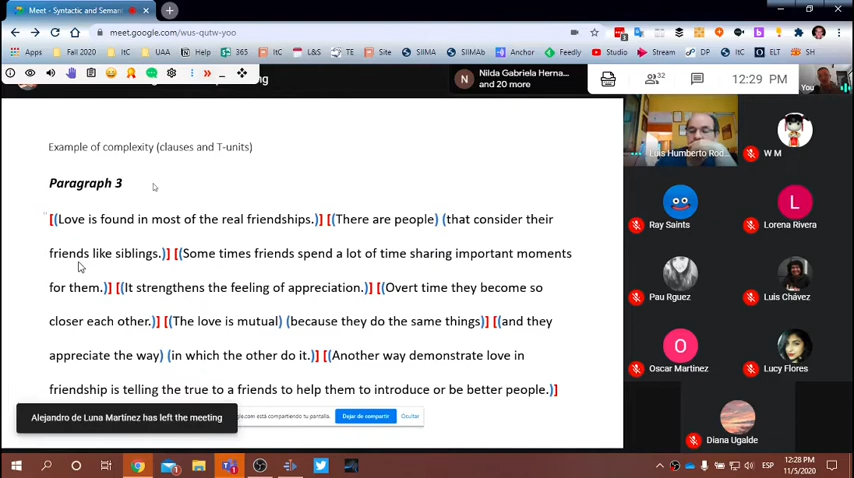 Meet - Syntactic and Seman
meet.google.com/wus-qutw-yoo
Apps
Fall 2020
ItC
UAA
Help
365
ItC
L&S
TE
Site
SIIMA
SIIMAb
Anchor
Feedly
Studio
Stream
DP
ItC
ELT
SH
N
Nilda Gabriela Herna...
and 20 more
32
12:29 PM
You
Example of complexity (clauses and T-units)
Paragraph 3
[(Love is found in most of the real friendships.)] [(There are people) (that consider their
friends like siblings.)] [(Some times friends spend a lot of time sharing important moments
for them.)] [(It strengthens the feeling of appreciation.)] [(Overt time they become so
closer each other.)] [(The love is mutual) (because they do the same things)] [(and they
appreciate the way) (in which the other do it.)] [(Another way demonstrate love in
friendship is telling the true to a friends to help them to introduce or be better people.)]
Alejandro de Luna Martínez has left the meeting
gle.com está compartiendo tu pantalla.
Dejar de compartir
Ocultar
Luis Humberto Rod
W M
Ray Saints
L
Lorena Rivera
Pau Rguez
Luis Chávez
O
Oscar Martinez
Lucy Flores
Diana Ugalde
ESP
12:28 PM
11/5/2020